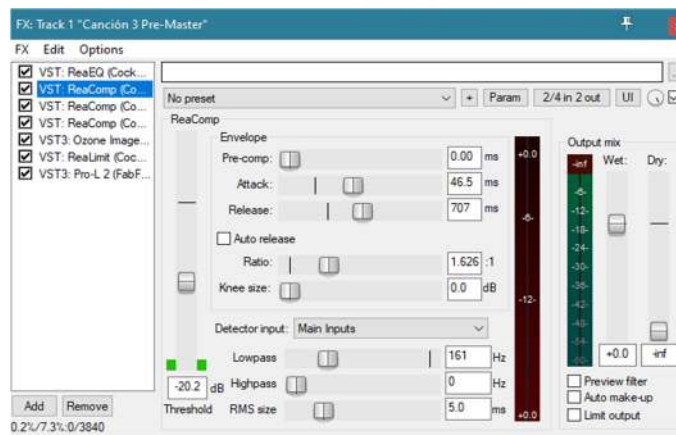 FX: Track 1 "Canción 3 Pre-Master"
FX Edit Options
VST: ReaEQ (Cock...
VST: ReaComp (Co...
VST: ReaComp (Co...
VST: ReaComp (Co...
VST3: Ozone Image...
VST: ReaLimit (Coc...
VST3: Pro-L 2 (FabF...
Add Remove
0.2%/7.3%:0/3840
No preset + Param 2/4 in 2 out UI
ReaComp
Envelope
Pre-comp: 0.00 ms
Attack: 46.5 ms
Release: 707 ms
Auto release
Ratio: 1.626 :1
Knee size: 0.0 dB
Detector input: Main Inputs
Lowpass 161 Hz
Highpass 0 Hz
RMS size 5.0 ms
-20.2 dB
Threshold
+0.0
-6-
-12-
+0.0
Output mix
Wet: Dry:
-inf
-6-
-12-
-18-
-24-
-30-
-36-
-42-
-48-
-54-
-60-
+0.0 -inf
Preview filter
Auto make-up
Limit output